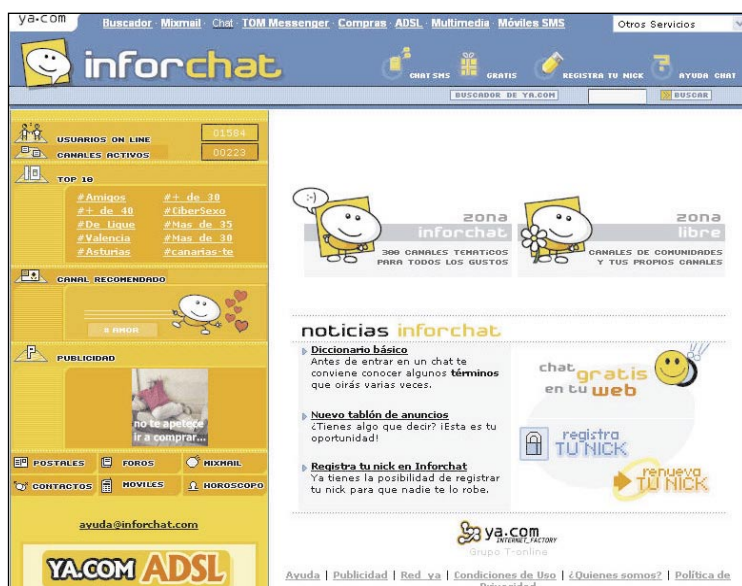 ya.com
Buscador · Mixmail · Chat · TOM Messenger · Compras · ADSL · Multimedia · Móviles SMS
Otros Servicios
inforchat
CHAT SMS
GRATIS
REGISTRA TU NICK
AYUDA CHAT
BUSCADOR DE YA.COM
BUSCAR
USUARIOS ON LINE
01584
CANALES ACTIVOS
00223
TOP 10
#Amigos #+ de 30
#+ de 40 #CiberSexo
#De Ligue #Mas de 35
#Valencia #Mas de 30
#Asturias #canarias-te
CANAL RECOMENDADO
# AMOR
PUBLICIDAD
no te apetece
ir a comprar...
POSTALES
FOROS
MIXMAIL
CONTACTOS
MOVILES
HOROSCOPO
ayuda@inforchat.com
YA.COM ADSL
:-)
zona
inforchat
300 CANALES TEMATICOS
PARA TODOS LOS GUSTOS
zona
libre
CANALES DE COMUNIDADES
Y TUS PROPIOS CANALES
noticias inforchat
Diccionario básico
Antes de entrar en un chat te
conviene conocer algunos términos
que oirás varias veces.
Nuevo tablón de anuncios
¿Tienes algo que decir? ¡Esta es tu
oportunidad!
Registra tu nick en Inforchat
Ya tienes la posibilidad de registrar
tu nick para que nadie te lo robe.
chat gratis
en tu web
registra
TU NICK
renueva
TU NICK
ya.com
INTERNET_FACTORY
Grupo T-online
Ayuda | Publicidad | Red ya | Condiciones de Uso | ¿Quienes somos? | Política de
Privacidad